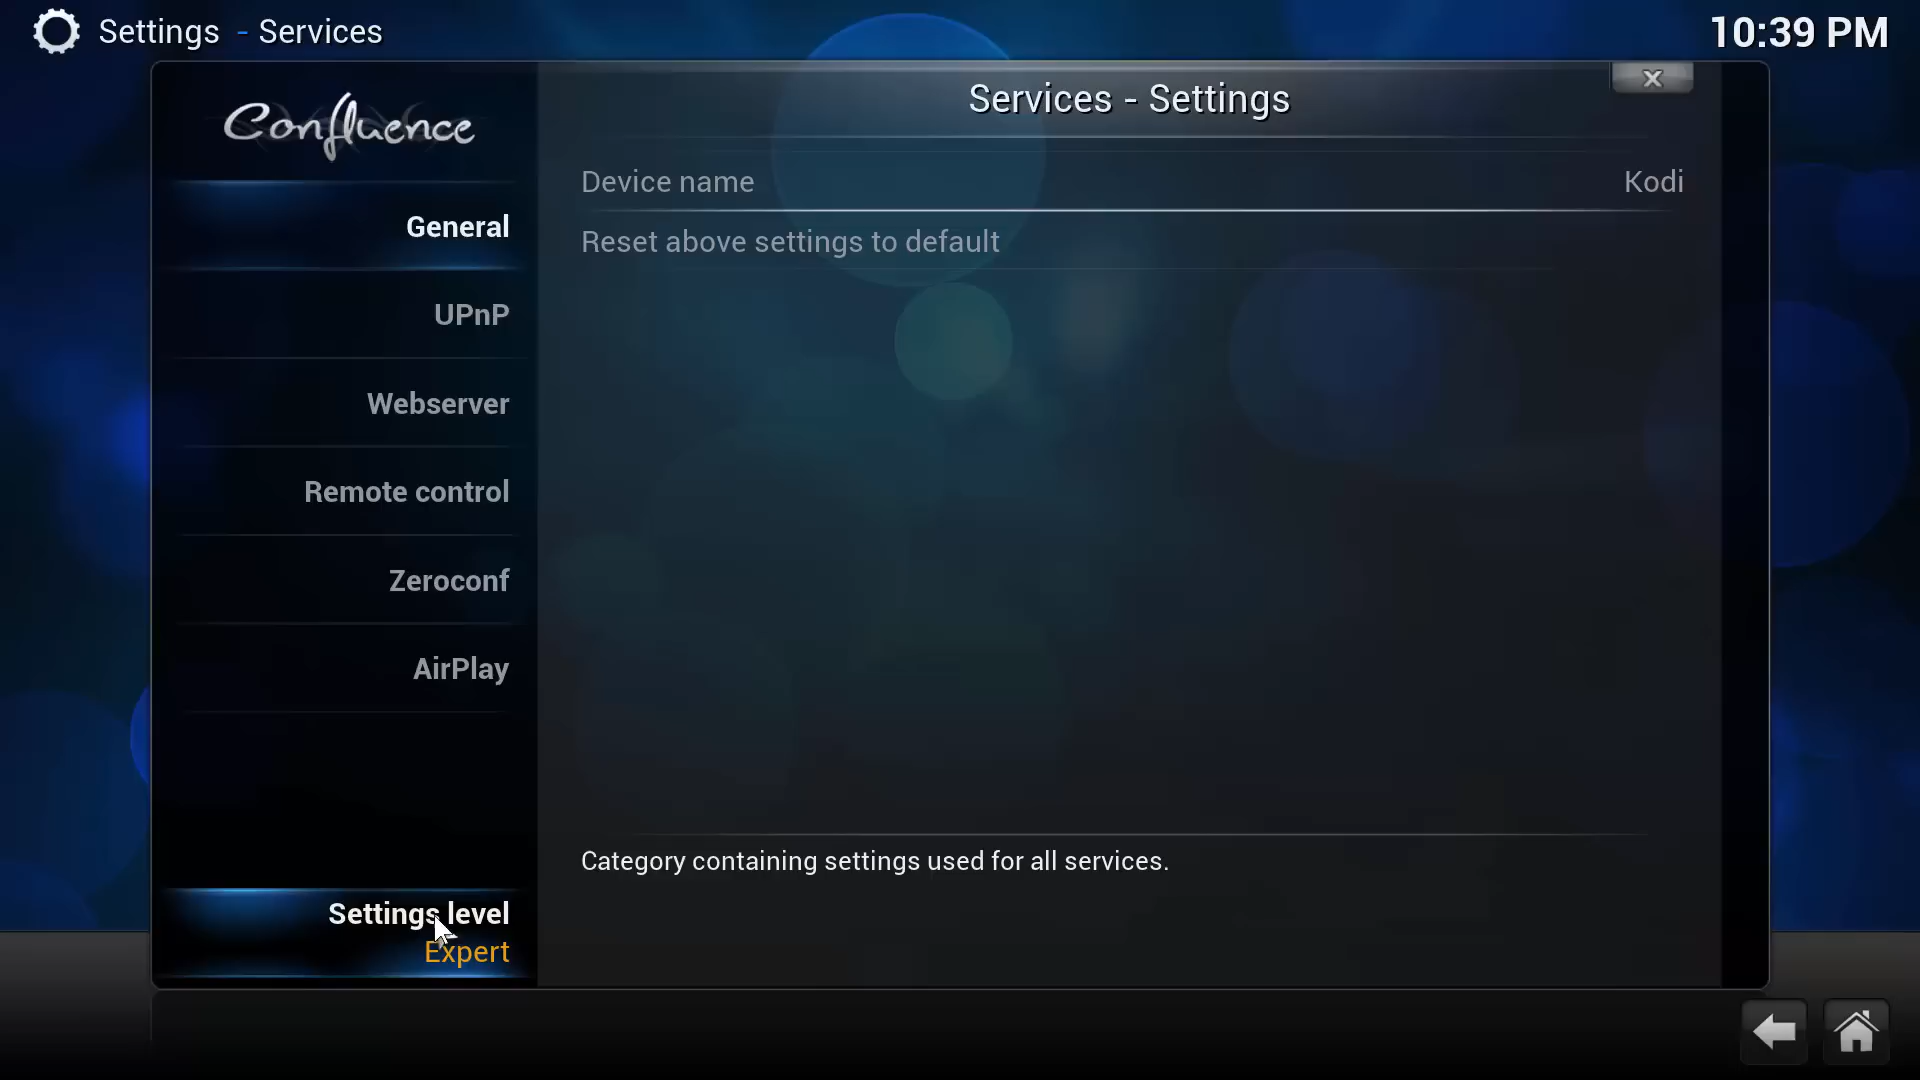 Settings - Services
10:39 PM
Confluence
Services - Settings
General
UPnP
Webserver
Remote control
Zeroconf
AirPlay
Settings level
Expert
Device name Kodi
Reset above settings to default
Category containing settings used for all services.